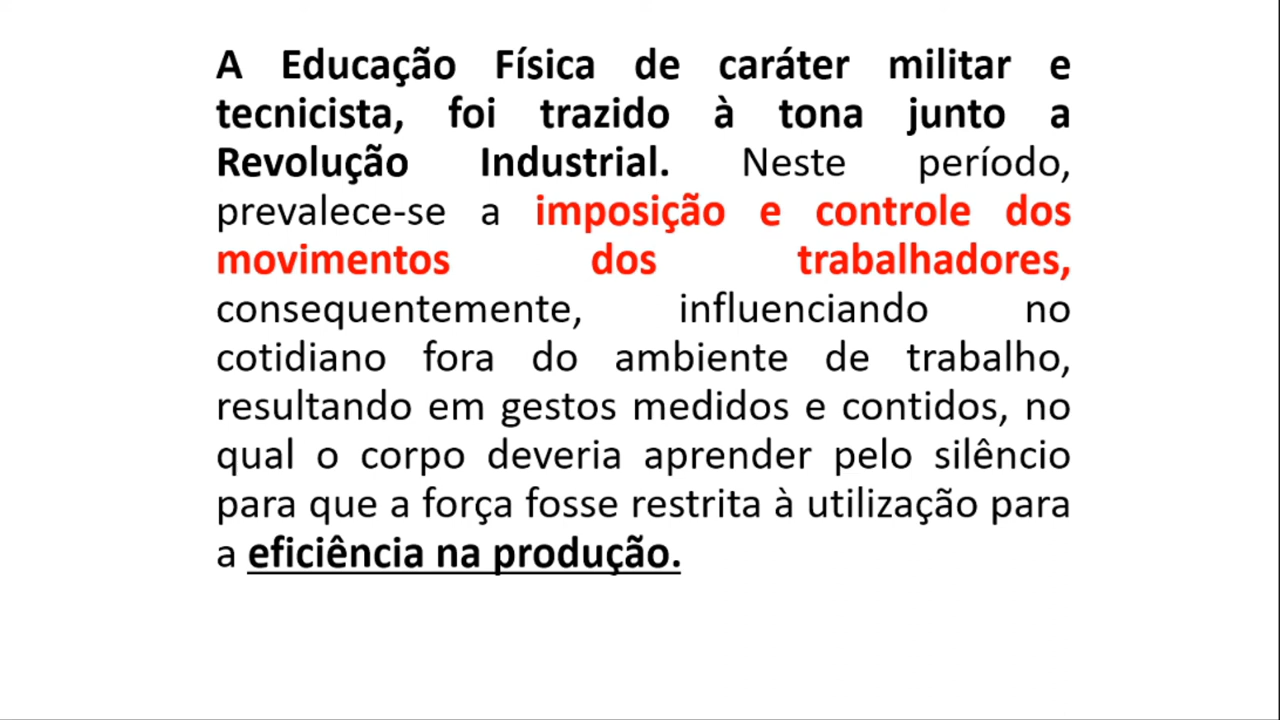 A Educação Física de caráter militar e
tecnicista, foi trazido à tona junto a
Revolução Industrial. Neste período,
prevalece-se a imposição e controle dos
movimentos dos trabalhadores,
consequentemente, influenciando no
cotidiano fora do ambiente de trabalho,
resultando em gestos medidos e contidos, no
qual o corpo deveria aprender pelo silêncio
para que a força fosse restrita à utilização para
a eficiência na produção.